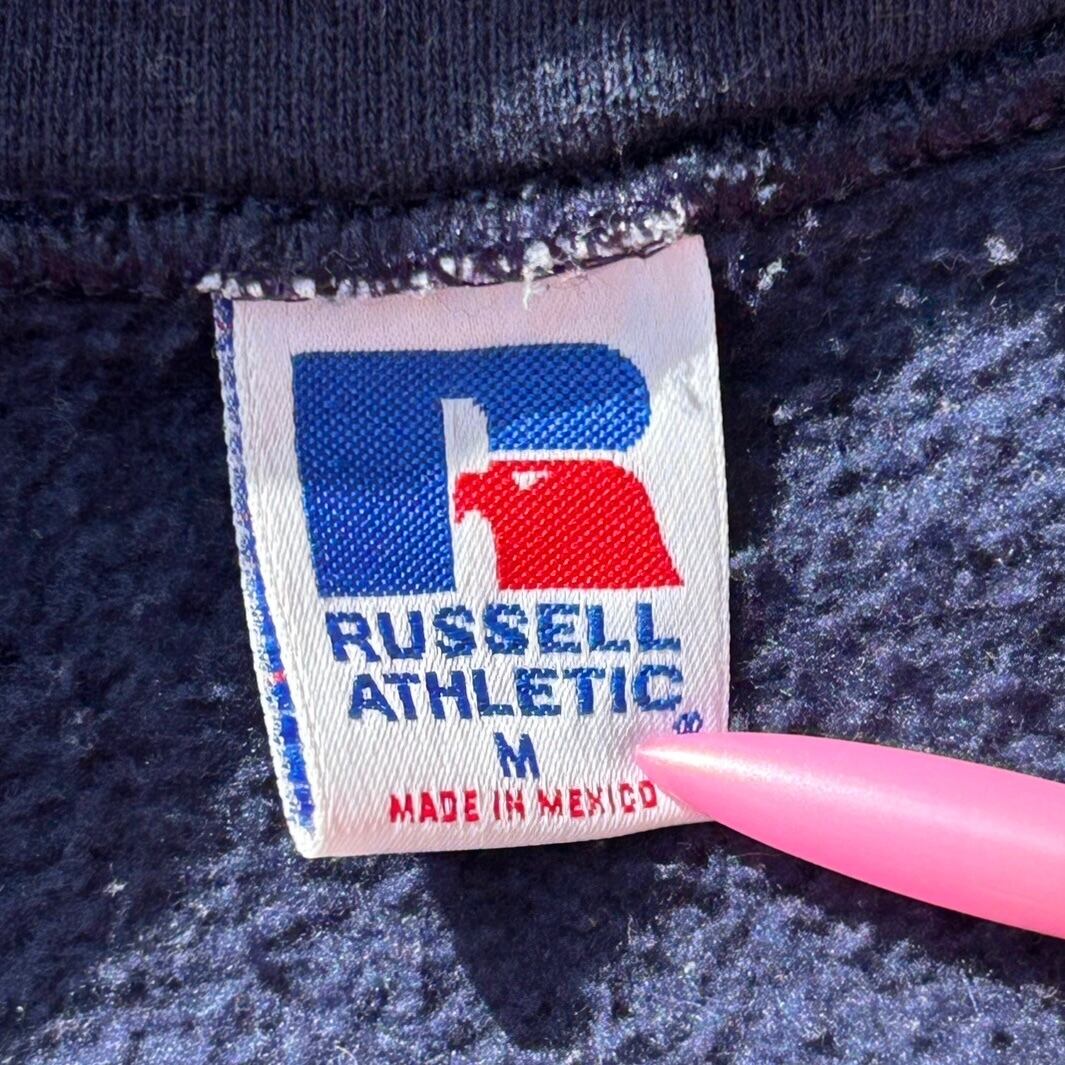 R
RUSSELL
ATHLETIC®
M
MADE IN MEXICO